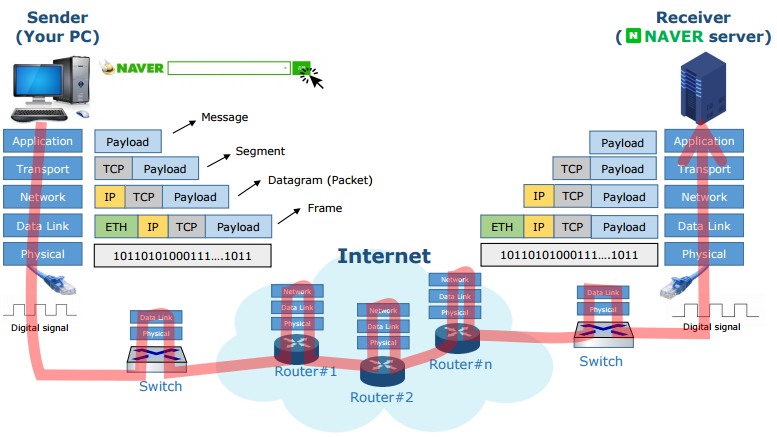 Sender
(Your PC)
Receiver
( N NAVER server)
NAVER
Message
Application
Payload
Payload
Application
Segment
Transport
TCP
Payload
TCP
Payload
Transport
Datagram (Packet)
Network
IP
TCP
Payload
IP
TCP
Payload
Network
Frame
Data Link
ETH
IP
TCP
Payload
ETH
IP
TCP
Payload
Data Link
Physical
10110101000111....1011
Internet
10110101000111....1011
Physical
Digital signal
Data Link
Physical
Switch
Network
Data Link
Physical
Router#1
Network
Data Link
Physical
Router#2
Network
Data Link
Physical
Router#n
Data Link
Physical
Switch
Digital signal